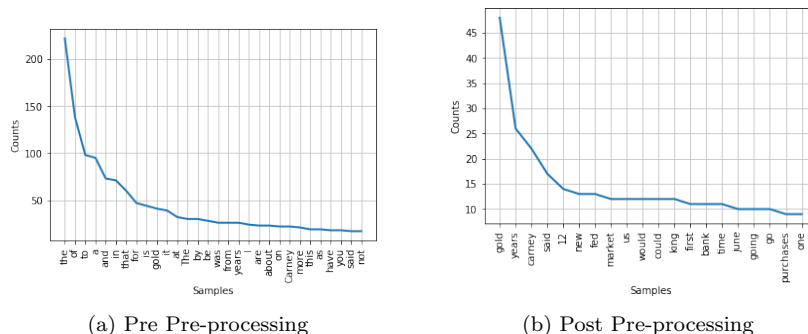 200
150
100
50
Counts
the
of
to
a
and
in
that
for
is
gold
it
at
The
by
be
was
from
years
I
are
about
on
Carney
more
this
as
have
you
said
not
Samples
(a) Pre Pre-processing
45
40
35
30
25
20
15
10
Counts
gold
years
carney
said
12
new
fed
market
us
would
could
king
first
bank
time
june
going
go
purchases
one
Samples
(b) Post Pre-processing